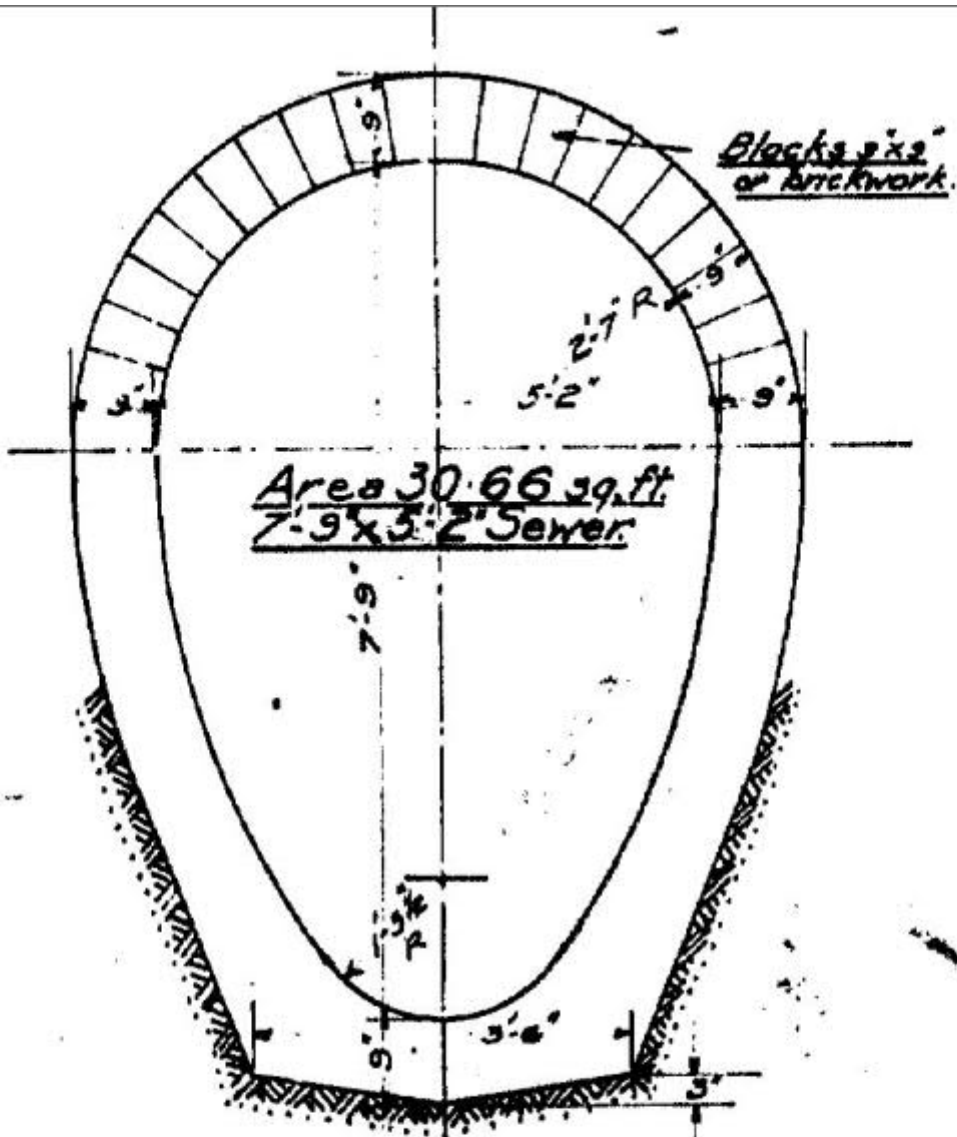 9"
Blocks 9"x9"
or brickwork.
9"
2'-7" R
5'-2"
9"
9"
Area 30.66 sq. ft.
7'-9" x 5'-2" Sewer.
7'-9"
R
9"
3'-6"
3"